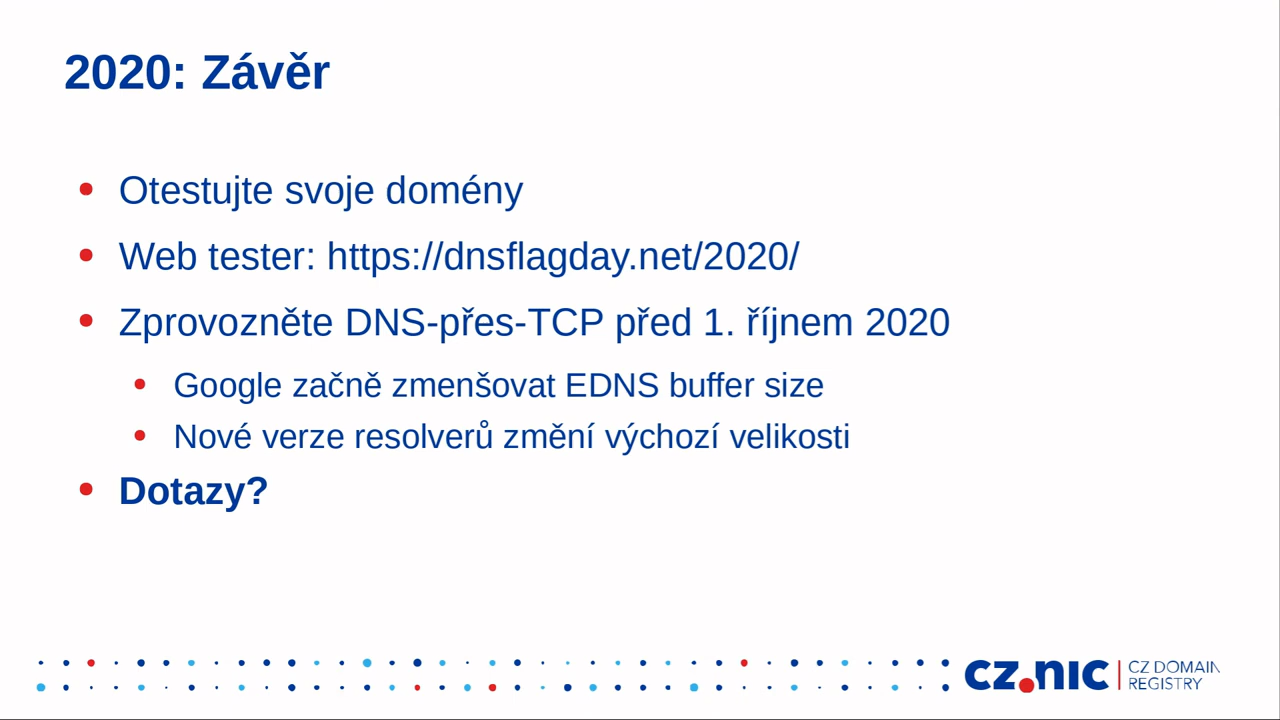 2020: Závěr
Otestujte svoje domény
Web tester: https://dnsflagday.net/2020/
Zprovozněte DNS-přes-TCP před 1. říjnem 2020
Google začně zmenšovat EDNS buffer size
Nové verze resolverů změní výchozí velikosti
Dotazy?
CZ.NIC
CZ DOMAIN
REGISTRY